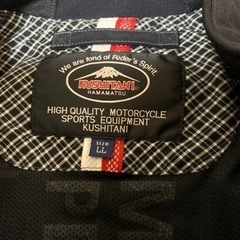 We are fond of Rider's Spirit.
KUSHITANI
HAMAMATSU
HIGH QUALITY MOTORCYCLE
SPORTS EQUIPMENT
KUSHITANI
size
LL